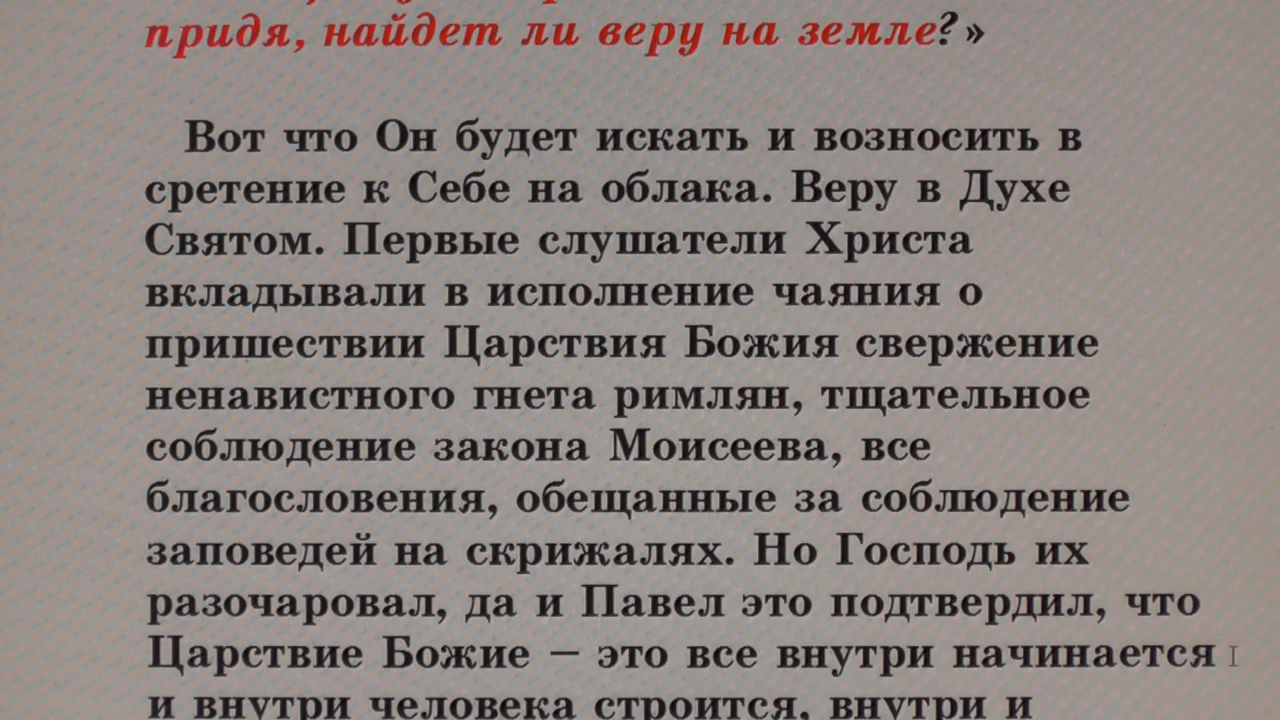 придя, найдет ли веру на земле?»
Вот что Он будет искать и возносить в
сретение к Себе на облака. Веру в Духе
Святом. Первые слушатели Христа
вкладывали в исполнение чаяния о
пришествии Царствия Божия свержение
ненавистного гнета римлян, тщательное
соблюдение закона Моисеева, все
благословения, обещанные за соблюдение
заповедей на скрижалях. Но Господь их
разочаровал, да и Павел это подтвердил, что
Царствие Божие – это все внутри начинается
и внутри человека строится, внутри и